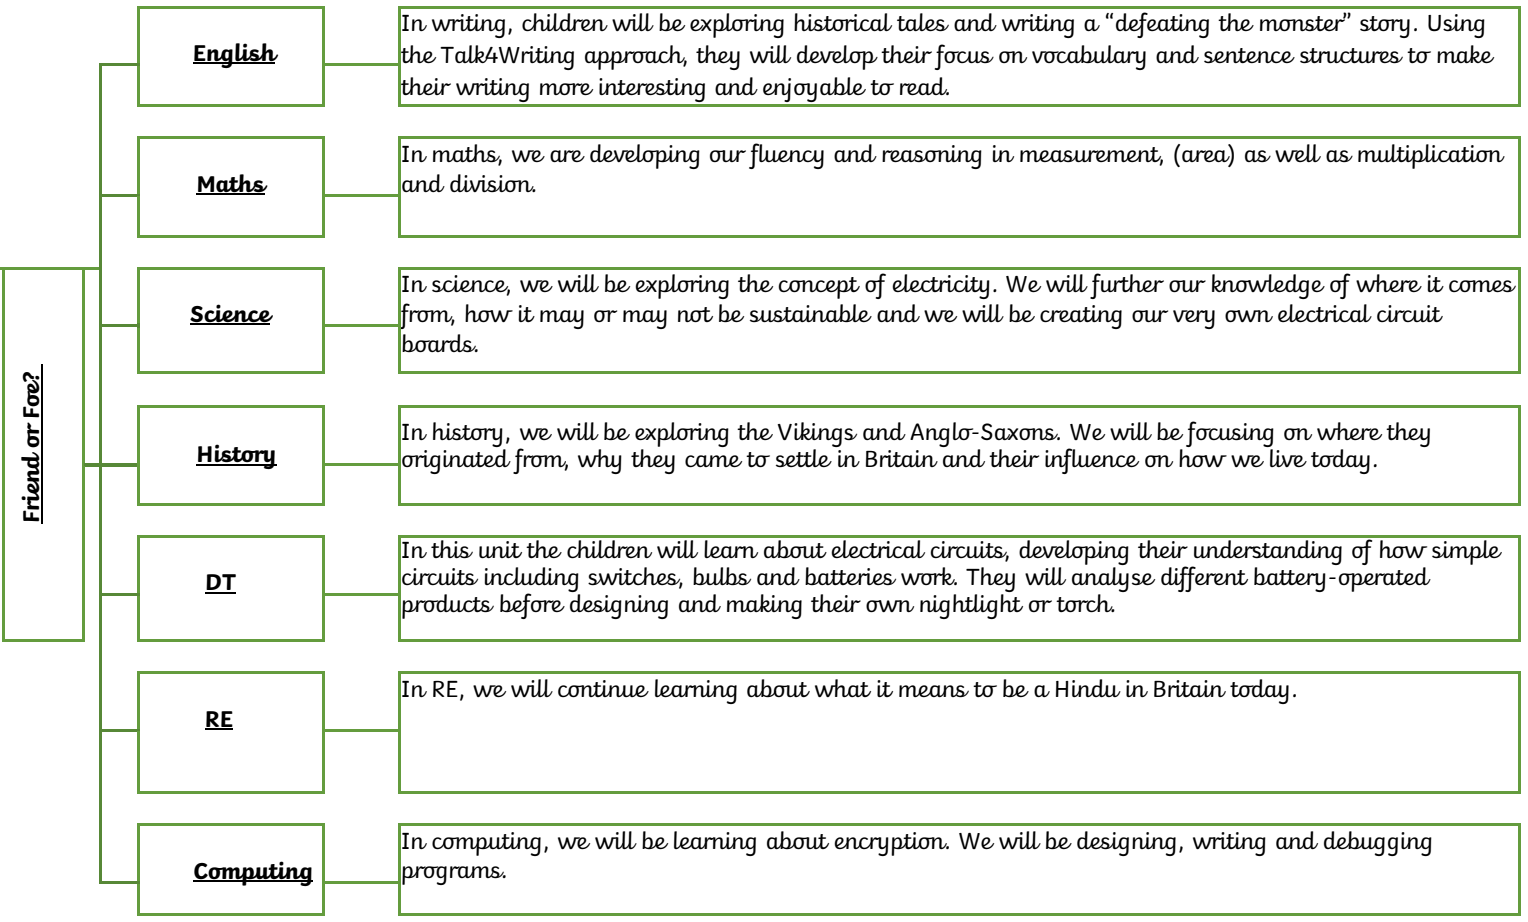 Friend or Foe?
English
In writing, children will be exploring historical tales and writing a “defeating the monster” story. Using
the Talk4Writing approach, they will develop their focus on vocabulary and sentence structures to make
their writing more interesting and enjoyable to read.
Maths
In maths, we are developing our fluency and reasoning in measurement, (area) as well as multiplication
and division.
Science
In science, we will be exploring the concept of electricity. We will further our knowledge of where it comes
from, how it may or may not be sustainable and we will be creating our very own electrical circuit
boards.
History
In history, we will be exploring the Vikings and Anglo-Saxons. We will be focusing on where they
originated from, why they came to settle in Britain and their influence on how we live today.
DT
In this unit the children will learn about electrical circuits, developing their understanding of how simple
circuits including switches, bulbs and batteries work. They will analyse different battery-operated
products before designing and making their own nightlight or torch.
RE
In RE, we will continue learning about what it means to be a Hindu in Britain today.
Computing
In computing, we will be learning about encryption. We will be designing, writing and debugging
programs.